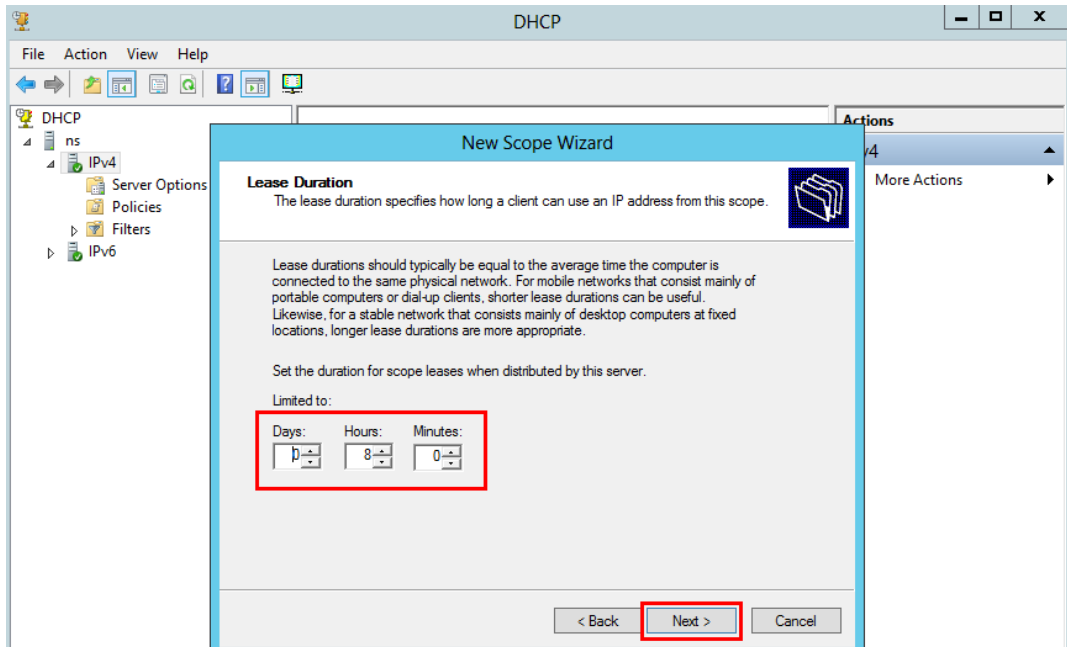 DHCP
File Action View Help
DHCP
ns
IPv4
Server Options
Policies
Filters
IPv6
Actions
v4
More Actions
New Scope Wizard
Lease Duration
The lease duration specifies how long a client can use an IP address from this scope.
Lease durations should typically be equal to the average time the computer is
connected to the same physical network. For mobile networks that consist mainly of
portable computers or dial-up clients, shorter lease durations can be useful.
Likewise, for a stable network that consists mainly of desktop computers at fixed
locations, longer lease durations are more appropriate.
Set the duration for scope leases when distributed by this server.
Limited to:
Days: Hours: Minutes:
0 8 0
< Back Next > Cancel